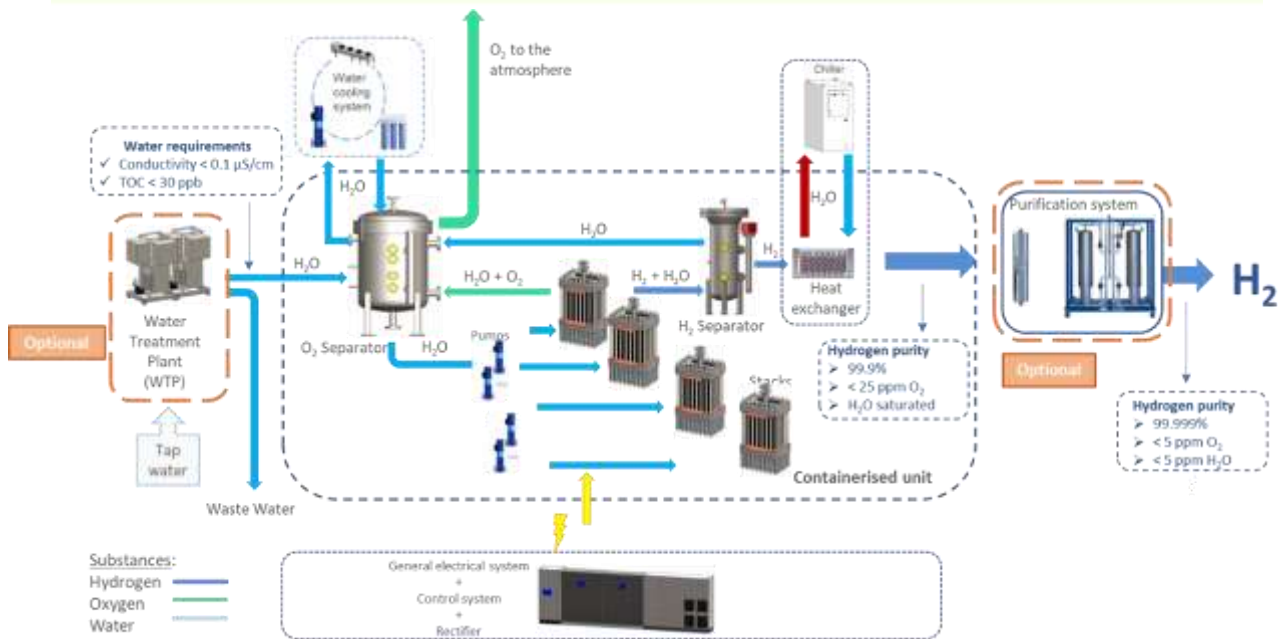 O₂ to the
atmosphere
Water
cooling
system
Chiller
Water requirements
✓ Conductivity < 0.1 µS/cm
✓ TOC < 30 ppb
H₂O
H₂O
Purification system
H₂O
H₂O
H₂
H₂O + O₂
H₂ + H₂O
Heat
exchanger
H₂
Water
Treatment
Plant
(WTP)
Optional
O₂ Separator
H₂O
Pumps
H₂ Separator
Hydrogen purity
➢ 99.9%
➢ < 25 ppm O₂
➢ H₂O saturated
Optional
Stacks
Hydrogen purity
➢ 99.999%
➢ < 5 ppm O₂
➢ < 5 ppm H₂O
Tap
water
Containerised unit
Waste Water
Substances:
Hydrogen
Oxygen
Water
General electrical system
+
Control system
+
Rectifier